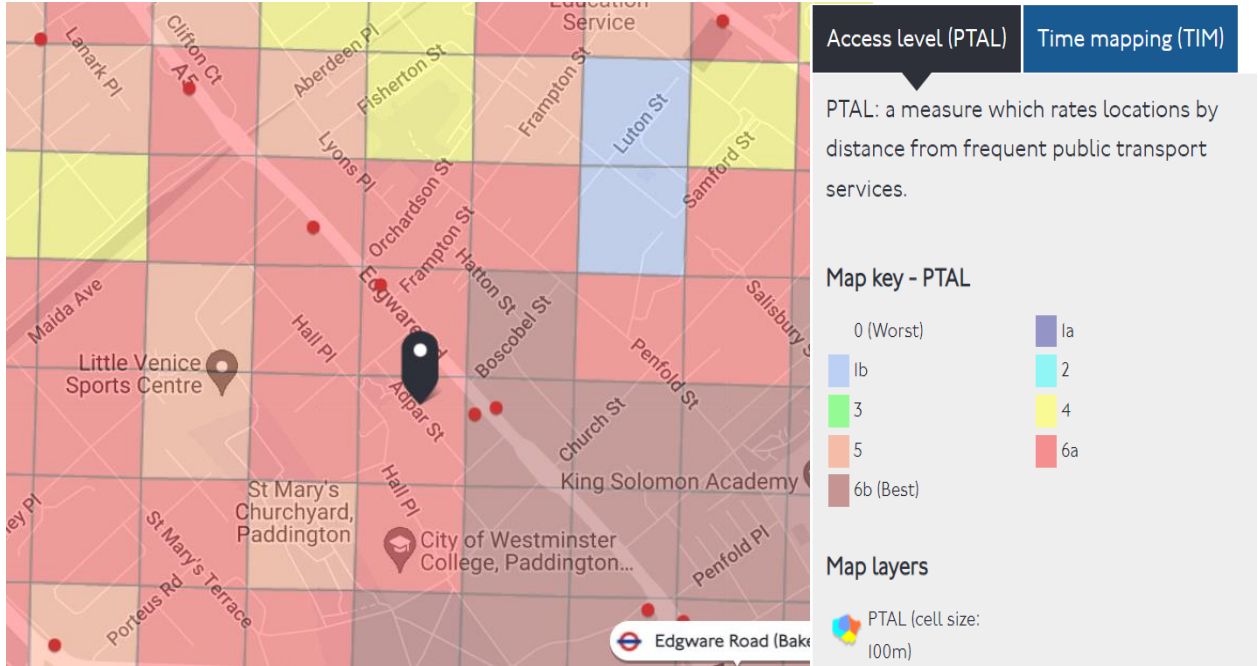 Education
Service
Clifton Ct
Lanark Pl
A5
Aberdeen Pl
Fisherton St
Frampton St
Luton St
Samford St
Lyons Pl
Orchardson St
Frampton St
Hatton St
Maida Ave
Edgware
Boscobel St
Salisbury S
Hall Pl
Penfold St
Little Venice
Sports Centre
Adpar St
Church St
King Solomon Academy
Hall Pl
St Mary's
Churchyard,
Paddington
ey Pl
St Mary's Terrace
City of Westminster
College, Paddington...
Penfold Pl
Porteus Rd
Edgware Road (Bake
Access level (PTAL)
Time mapping (TIM)
PTAL: a measure which rates locations by
distance from frequent public transport
services.
Map key - PTAL
0 (Worst)
1a
1b
2
3
4
5
6a
6b (Best)
Map layers
PTAL (cell size:
100m)